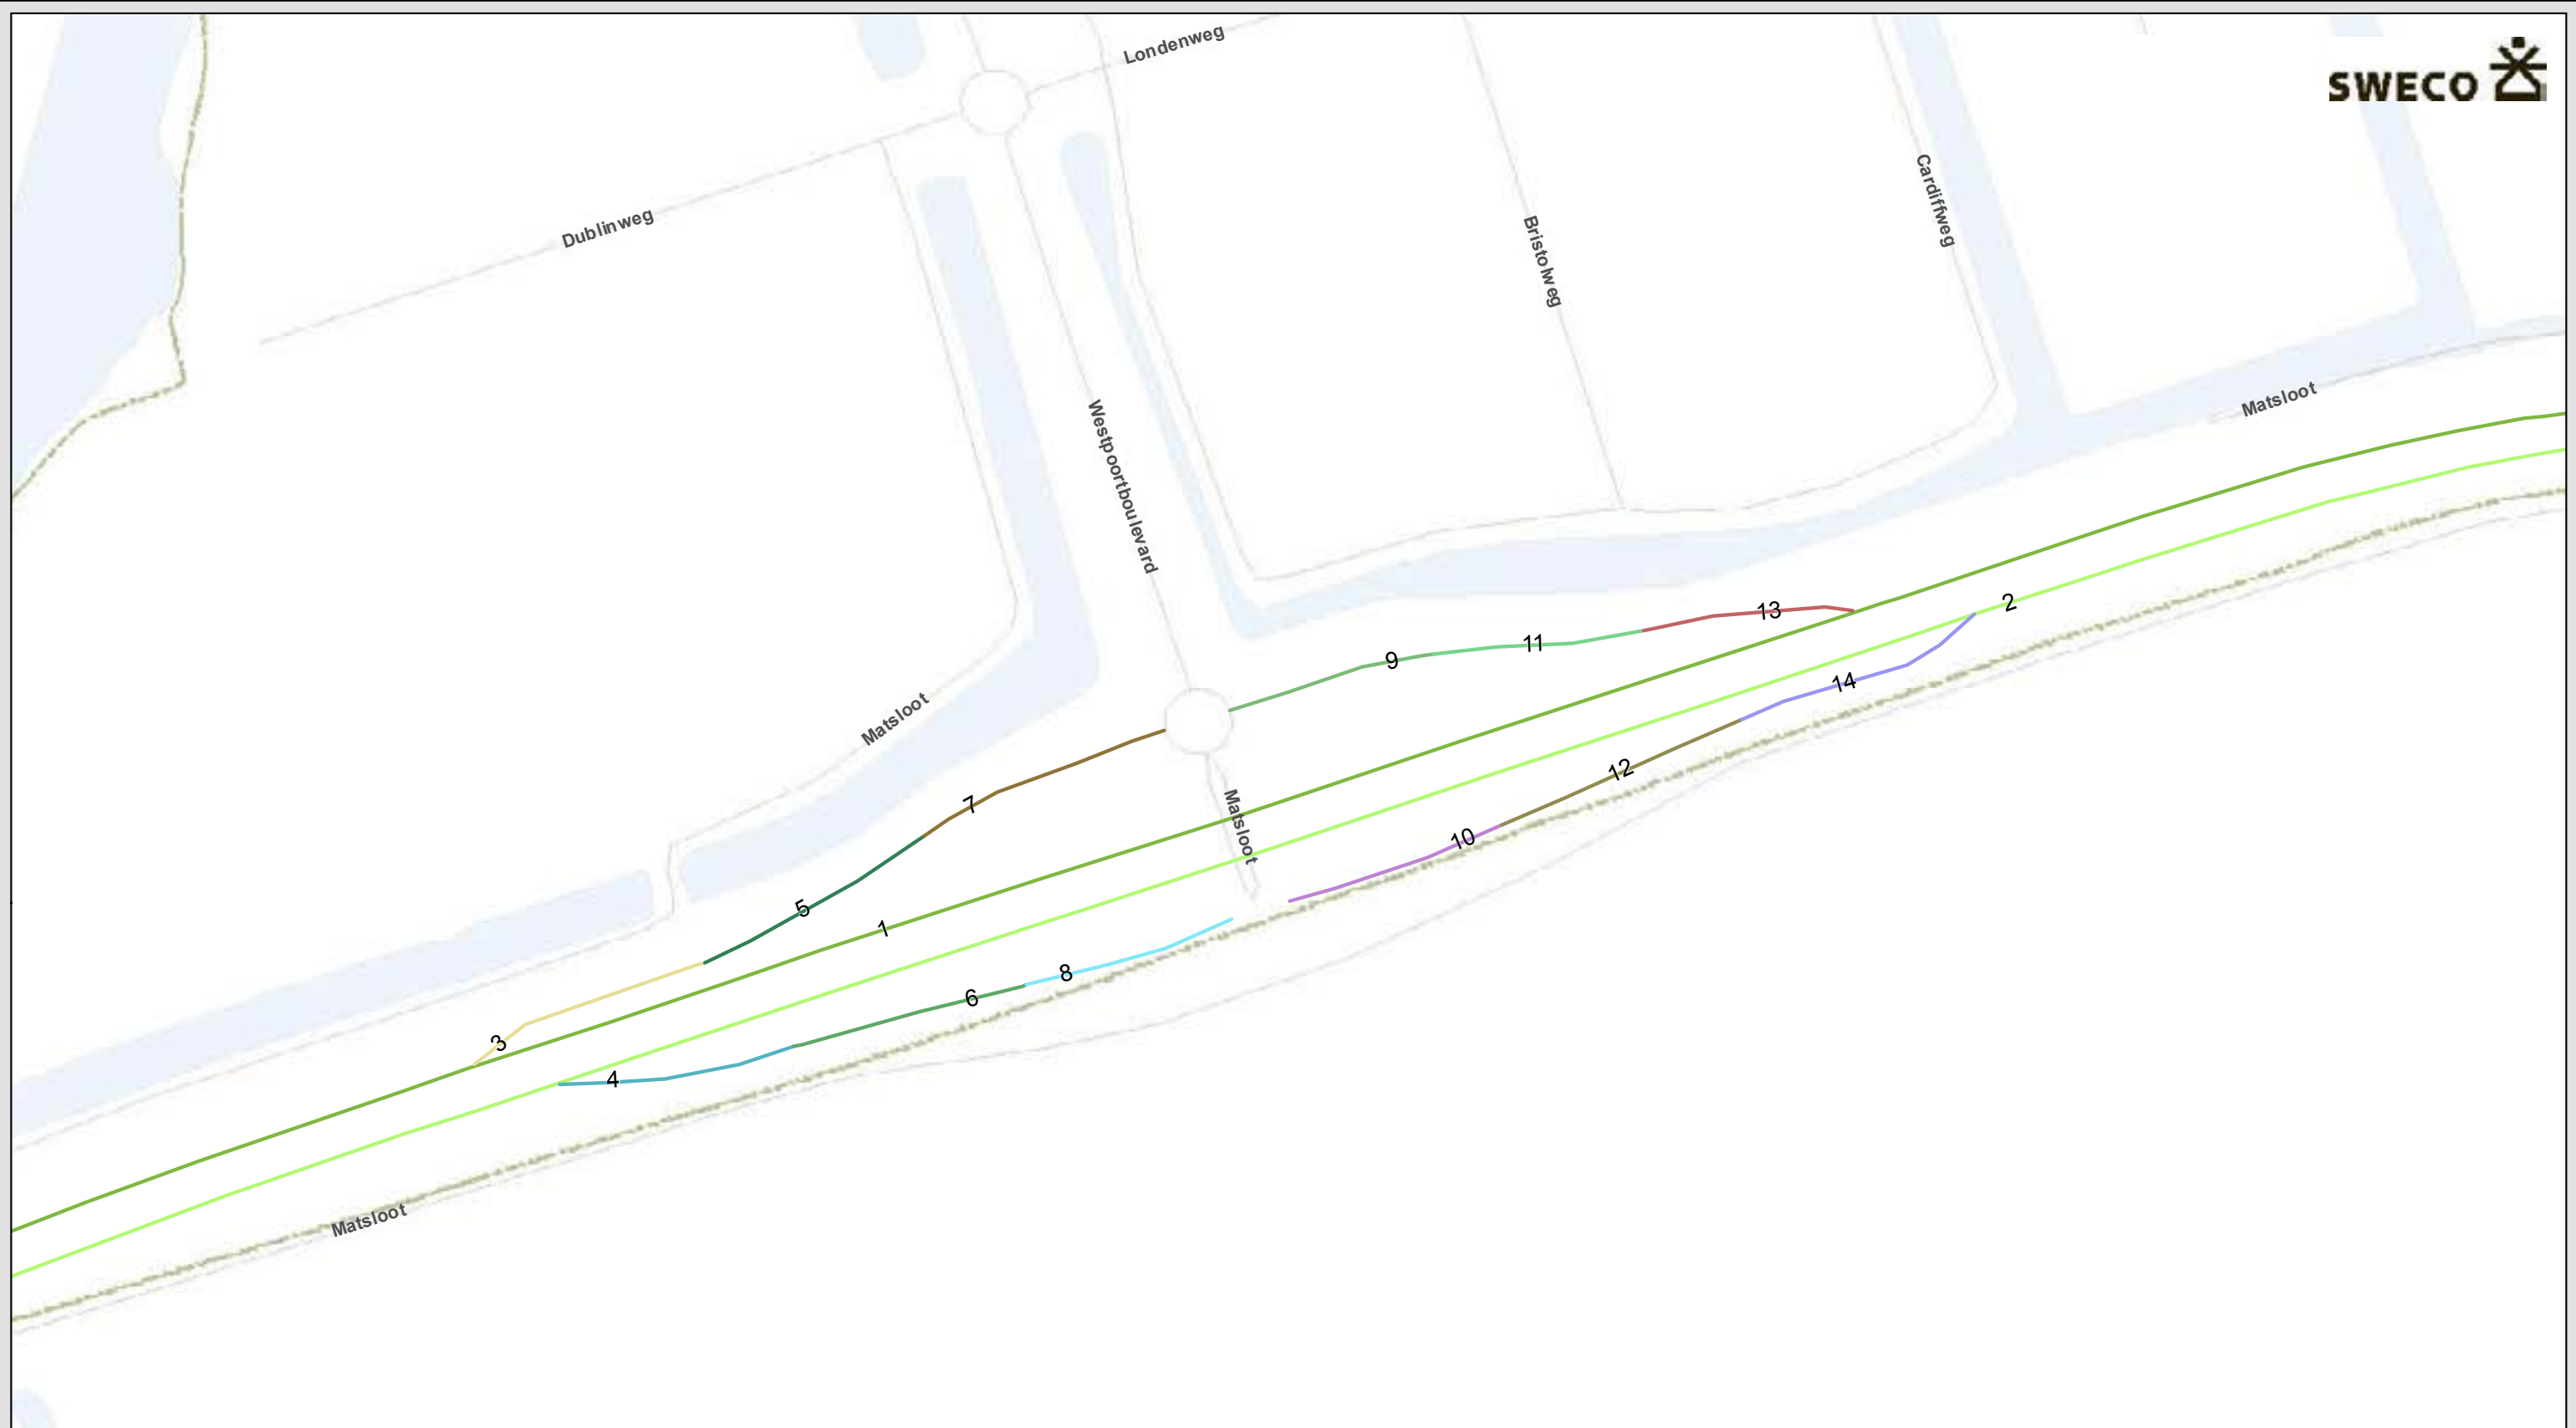 Londenweg
SWECO
Dublinweg
Cardiffweg
Bristolweg
Westpoortboulevard
Matsloot
2
13
11
9
14
Matsloot
12
7
Matsloot
10
5
1
8
6
3
4
Matsloot